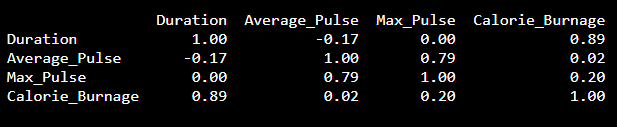 Duration Average_Pulse Max_Pulse Calorie_Burnage
Duration 1.00 -0.17 0.00 0.89
Average_Pulse -0.17 1.00 0.79 0.02
Max_Pulse 0.00 0.79 1.00 0.20
Calorie_Burnage 0.89 0.02 0.20 1.00